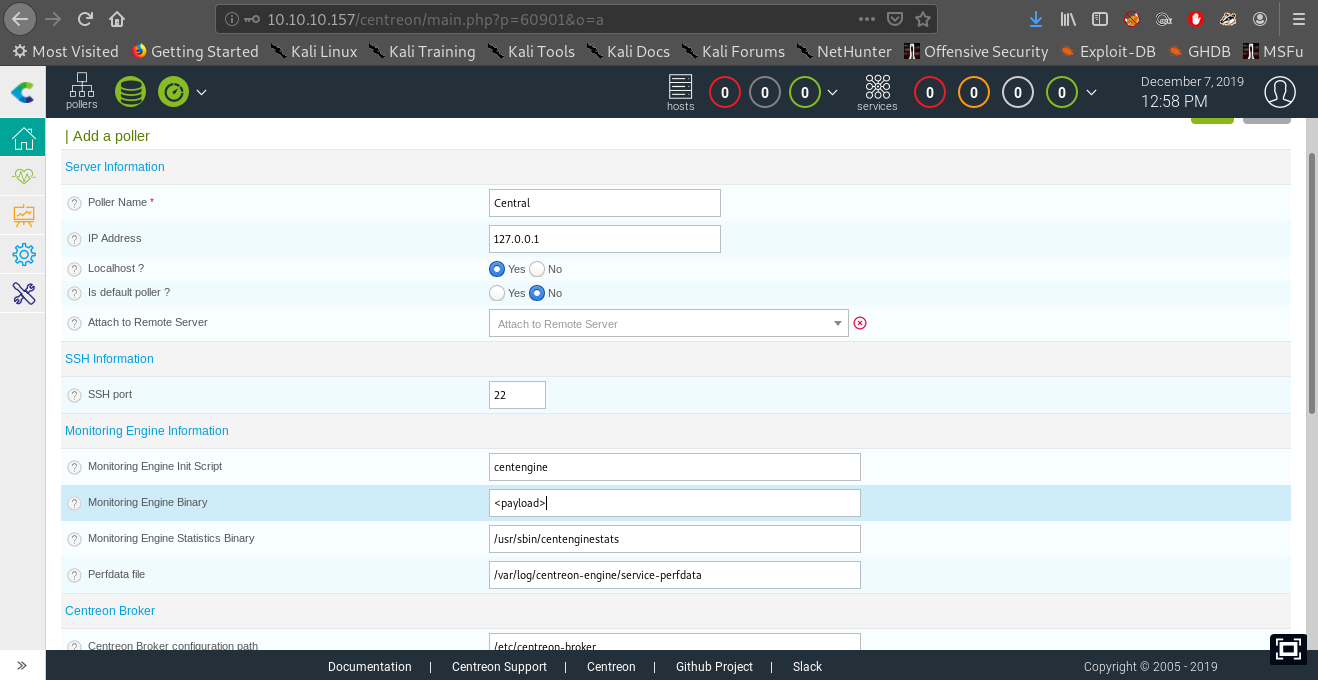 10.10.10.157/centreon/main.php?p=60901&o=a
Most Visited Getting Started Kali Linux Kali Training Kali Tools Kali Docs Kali Forums NetHunter Offensive Security Exploit-DB GHDB MSFu
pollers hosts 0 0 0 services 0 0 0 0 December 7, 2019
12:58 PM
| Add a poller
Server Information
? Poller Name * Central
? IP Address 127.0.0.1
? Localhost ? Yes No
? Is default poller ? Yes No
? Attach to Remote Server Attach to Remote Server
SSH Information
? SSH port 22
Monitoring Engine Information
? Monitoring Engine Init Script centengine
? Monitoring Engine Binary <payload>
? Monitoring Engine Statistics Binary /usr/sbin/centenginestats
? Perfdata file /var/log/centreon-engine/service-perfdata
Centreon Broker
? Centreon Broker configuration path /etc/centreon-broker
Documentation | Centreon Support | Centreon | Github Project | Slack Copyright © 2005 - 2019